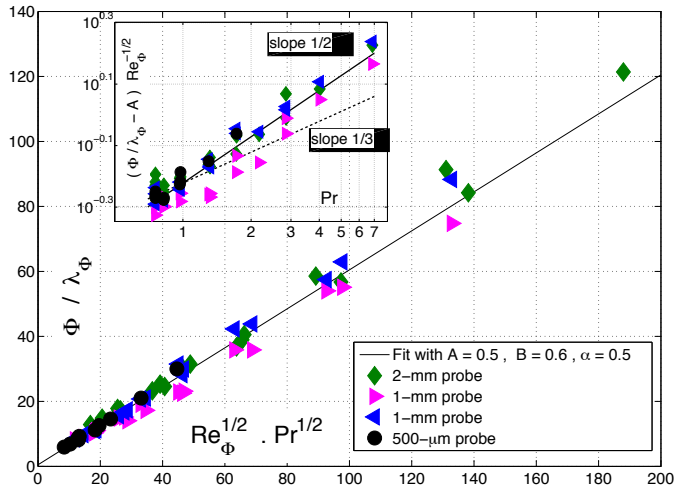 140
120
100
80
60
40
20
0
0 20 40 60 80 100 120 140 160 180 200
Φ / λ_Φ
Re_Φ^{1/2} . Pr^{1/2}
10^{0.3}
10^{0.1}
10^{−0.1}
10^{−0.3}
( Φ / λ_Φ − A ) Re_Φ^{−1/2}
slope 1/2
slope 1/3
Pr
1 2 3 4 5 6 7
Fit with A = 0.5 , B = 0.6 , α = 0.5
2−mm probe
1−mm probe
1−mm probe
500−μm probe